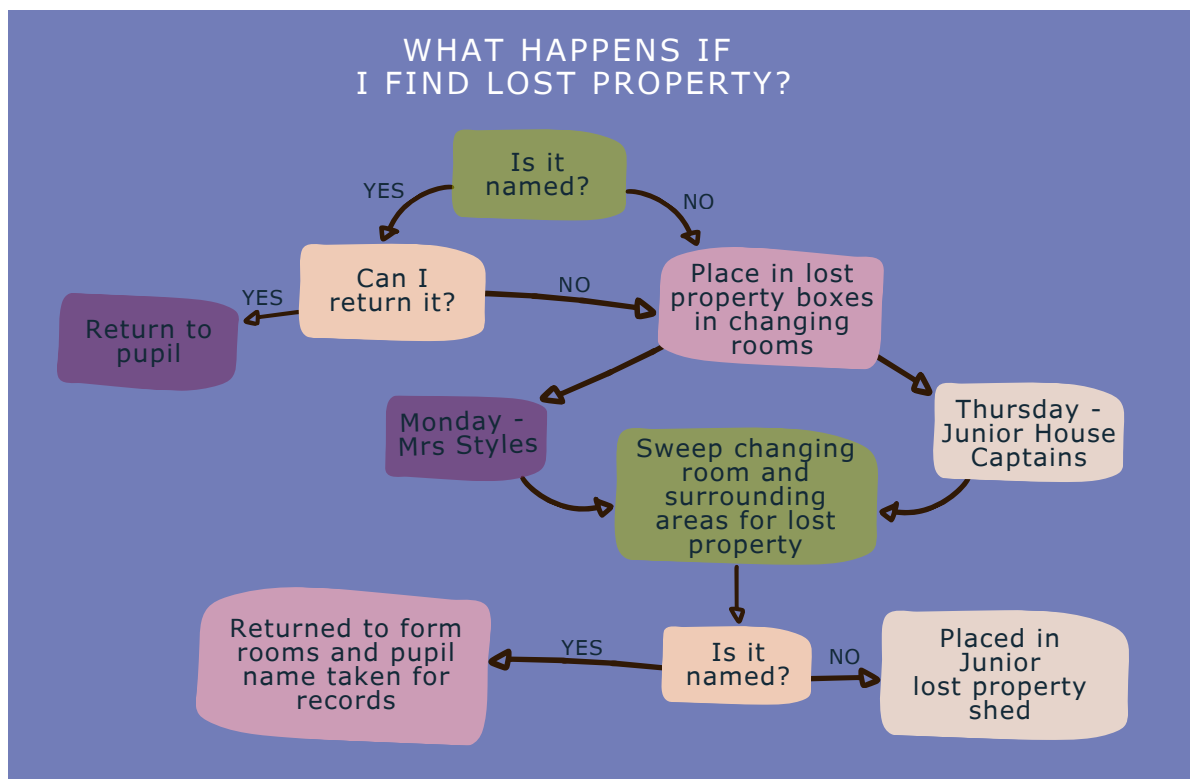 WHAT HAPPENS IF
I FIND LOST PROPERTY?
Is it
named?
YES
NO
Can I
return it?
YES
NO
Return to
pupil
Place in lost
property boxes
in changing
rooms
Monday -
Mrs Styles
Thursday -
Junior House
Captains
Sweep changing
room and
surrounding
areas for lost
property
Is it
named?
YES
NO
Returned to form
rooms and pupil
name taken for
records
Placed in
Junior
lost property
shed